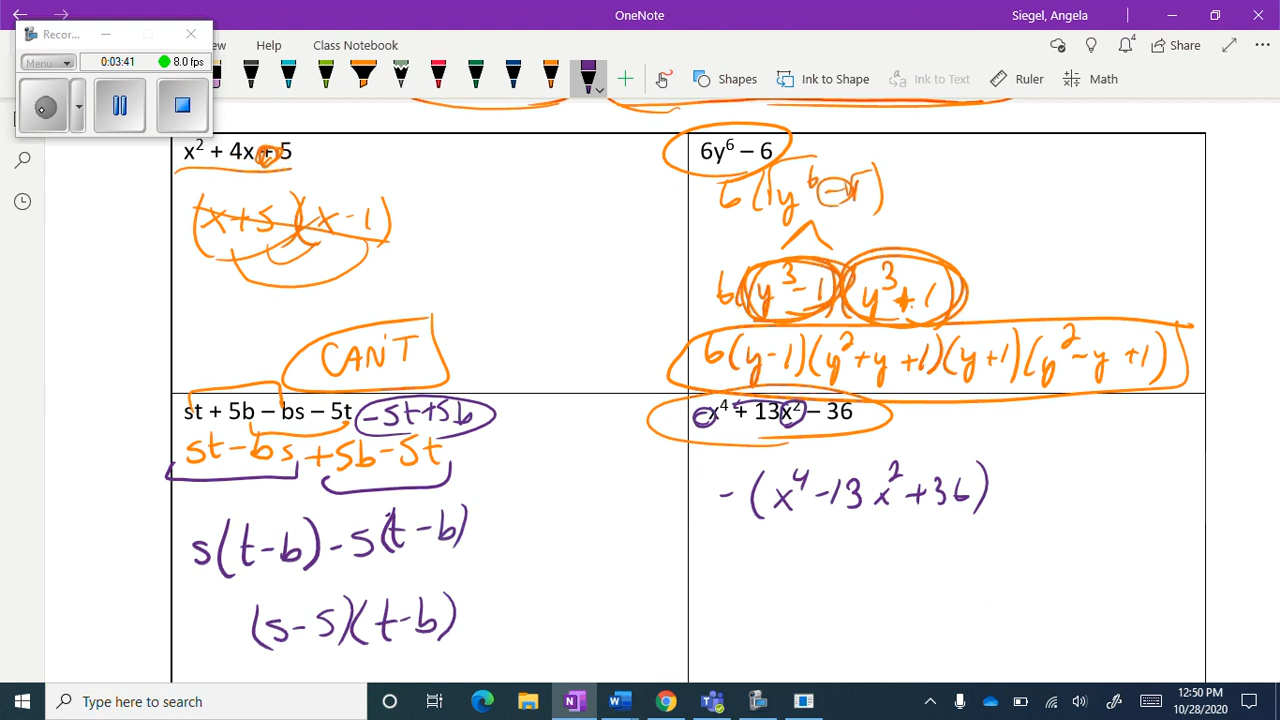 OneNote
Siegel, Angela
Recor...
ew Help Class Notebook
Share
Menu
0:03:41
8.0 fps
Shapes
Ink to Shape
Ink to Text
Ruler
Math
x² + 4x + 5
(x+5)(x-1)
CAN'T
6y⁶ – 6
6(1y⁶ - 1)
6(y³-1)(y³+1)
6(y-1)(y²+y+1)(y+1)(y²-y+1)
st + 5b – bs – 5t
-5t+5b
st-bs+5b-5t
s(t-b)-5(t-b)
(s-5)(t-b)
-x⁴ + 13x² – 36
-(x⁴-13x²+36)
Type here to search
12:50 PM
10/28/2020